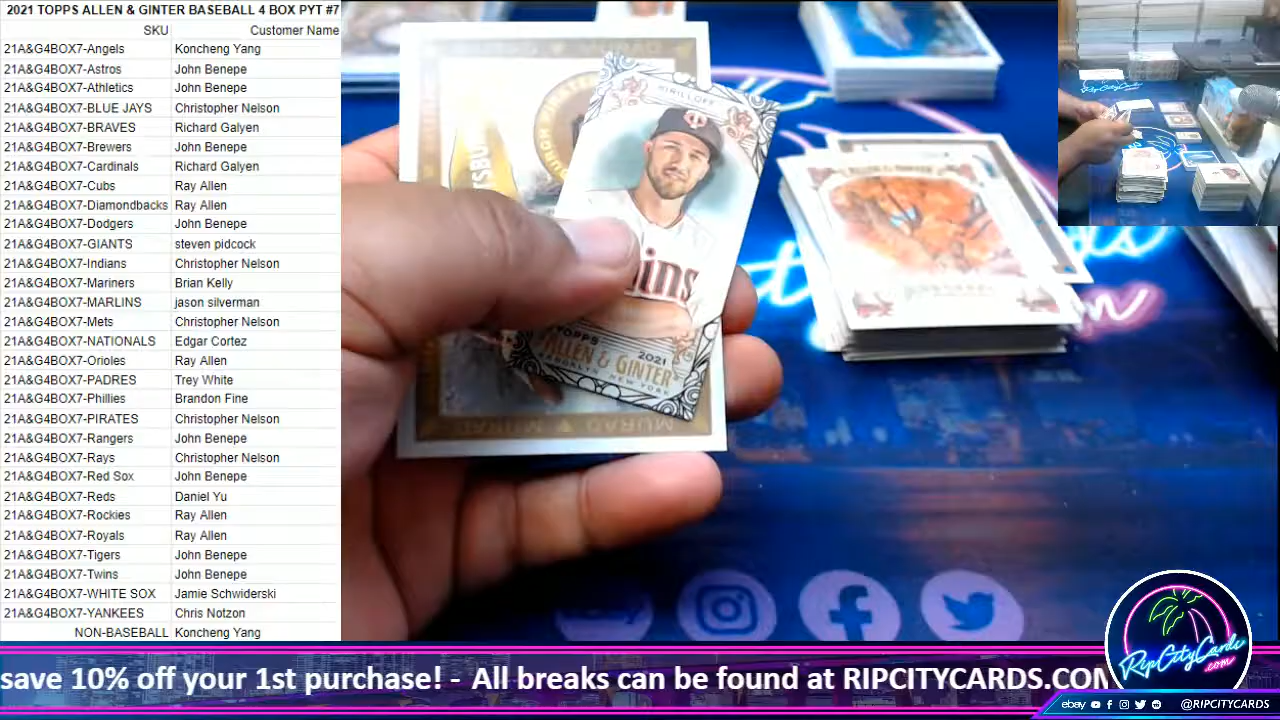 2021 TOPPS ALLEN & GINTER BASEBALL 4 BOX PYT #7
SKU Customer Name
21A&G4BOX7-Angels Koncheng Yang
21A&G4BOX7-Astros John Benepe
21A&G4BOX7-Athletics John Benepe
21A&G4BOX7-BLUE JAYS Christopher Nelson
21A&G4BOX7-BRAVES Richard Galyen
21A&G4BOX7-Brewers John Benepe
21A&G4BOX7-Cardinals Richard Galyen
21A&G4BOX7-Cubs Ray Allen
21A&G4BOX7-Diamondbacks Ray Allen
21A&G4BOX7-Dodgers John Benepe
21A&G4BOX7-GIANTS steven pidcock
21A&G4BOX7-Indians Christopher Nelson
21A&G4BOX7-Mariners Brian Kelly
21A&G4BOX7-MARLINS jason silverman
21A&G4BOX7-Mets Christopher Nelson
21A&G4BOX7-NATIONALS Edgar Cortez
21A&G4BOX7-Orioles Ray Allen
21A&G4BOX7-PADRES Trey White
21A&G4BOX7-Phillies Brandon Fine
21A&G4BOX7-PIRATES Christopher Nelson
21A&G4BOX7-Rangers John Benepe
21A&G4BOX7-Rays Christopher Nelson
21A&G4BOX7-Red Sox John Benepe
21A&G4BOX7-Reds Daniel Yu
21A&G4BOX7-Rockies Ray Allen
21A&G4BOX7-Royals Ray Allen
21A&G4BOX7-Tigers John Benepe
21A&G4BOX7-Twins John Benepe
21A&G4BOX7-WHITE SOX Jamie Schwiderski
21A&G4BOX7-YANKEES Chris Notzon
NON-BASEBALL Koncheng Yang
KIRILLOFF
TOPPS 2021
ALLEN & GINTER
BROOKLYN, NEW YORK
MURAD MURAD
save 10% off your 1st purchase! - All breaks can be found at RIPCITYCARDS.COM
RipCityCards
.com
ebay @RIPCITYCARDS